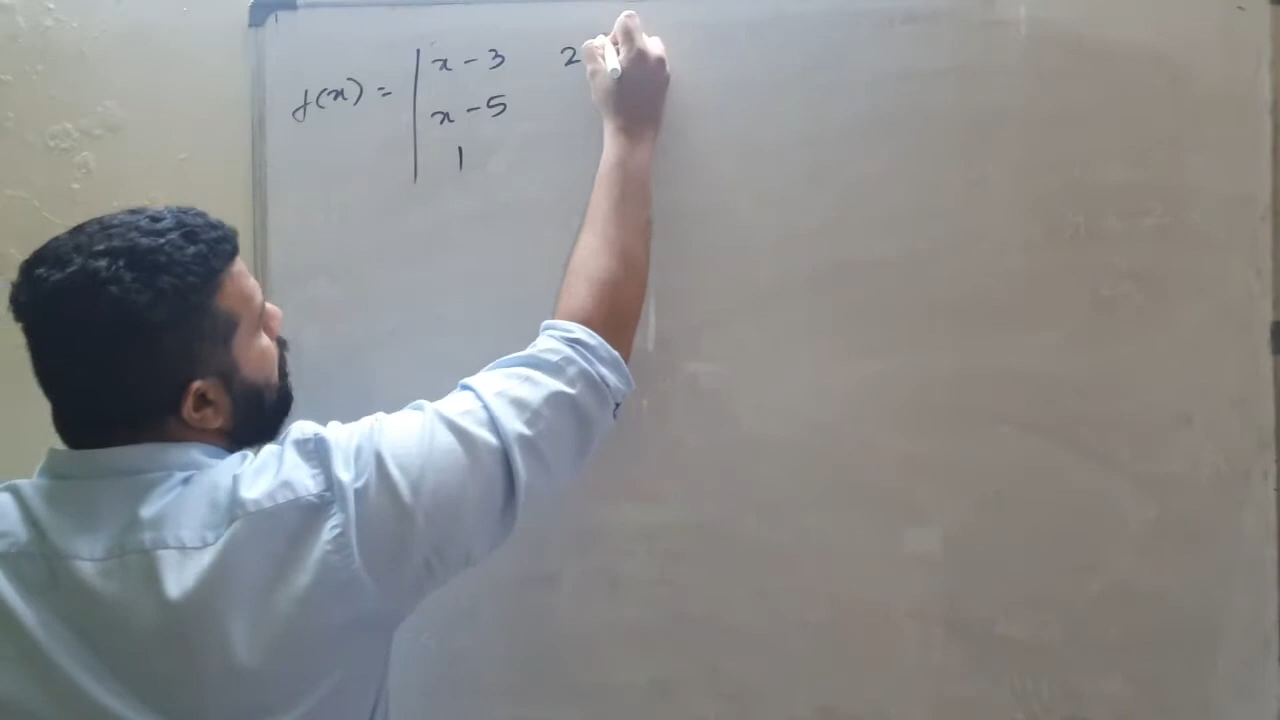 f(x) = | x - 3 2
x - 5
1